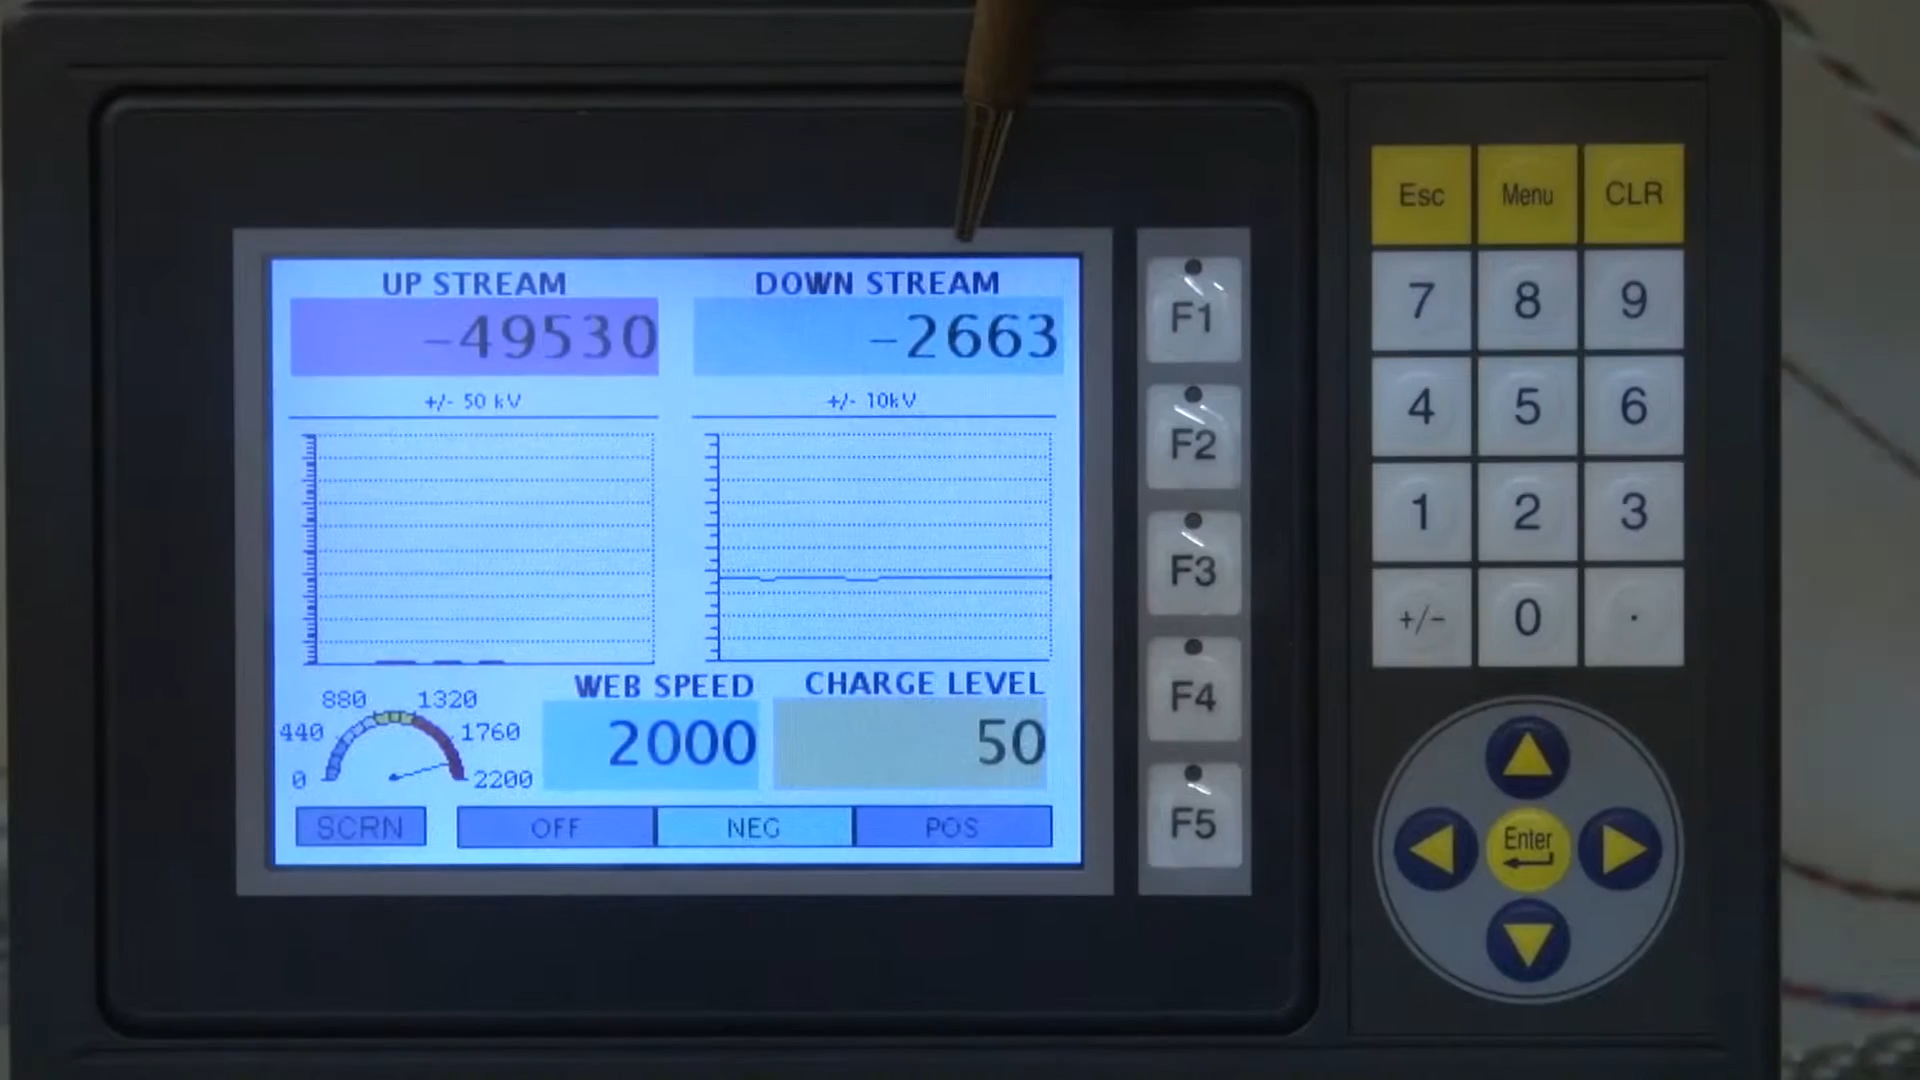 UP STREAM DOWN STREAM
-49530 -2663
+/- 50 kV +/- 10kV
WEB SPEED CHARGE LEVEL
2000 50
0 440 880 1320 1760 2200
SCRN OFF NEG POS
F1
F2
F3
F4
F5
Esc Menu CLR
7 8 9
4 5 6
1 2 3
+/- 0 .
Enter